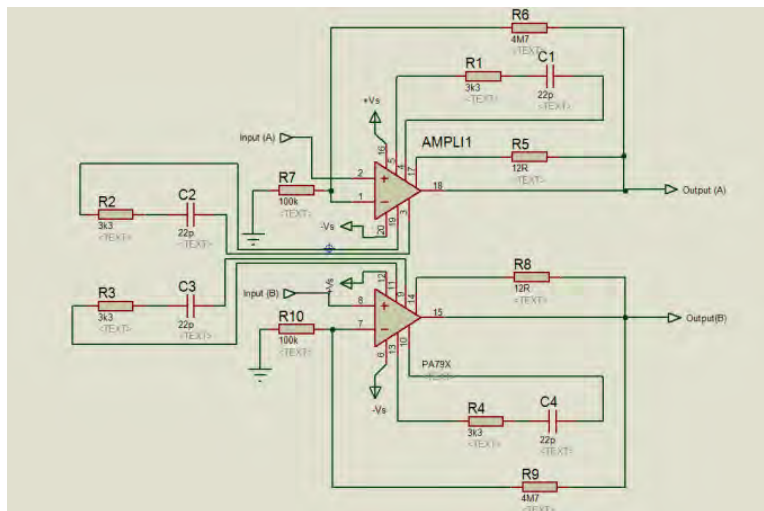 R6
4M7
<TEXT>
R1
3k3
<TEXT>
C1
22p
<TEXT>
+Vs
Input (A)
AMPLI1
16
5
4
17
R5
12R
<TEXT>
2
1
18
Output (A)
R7
100k
<TEXT>
-Vs
20
19
3
R2
3k3
<TEXT>
C2
22p
<TEXT>
R3
3k3
<TEXT>
C3
22p
<TEXT>
Input (B)
+Vs
12
11
9
14
R8
12R
<TEXT>
8
7
15
Output(B)
R10
100k
<TEXT>
6
13
10
PA79X
<TEXT>
-Vs
R4
3k3
<TEXT>
C4
22p
<TEXT>
R9
4M7
<TEXT>